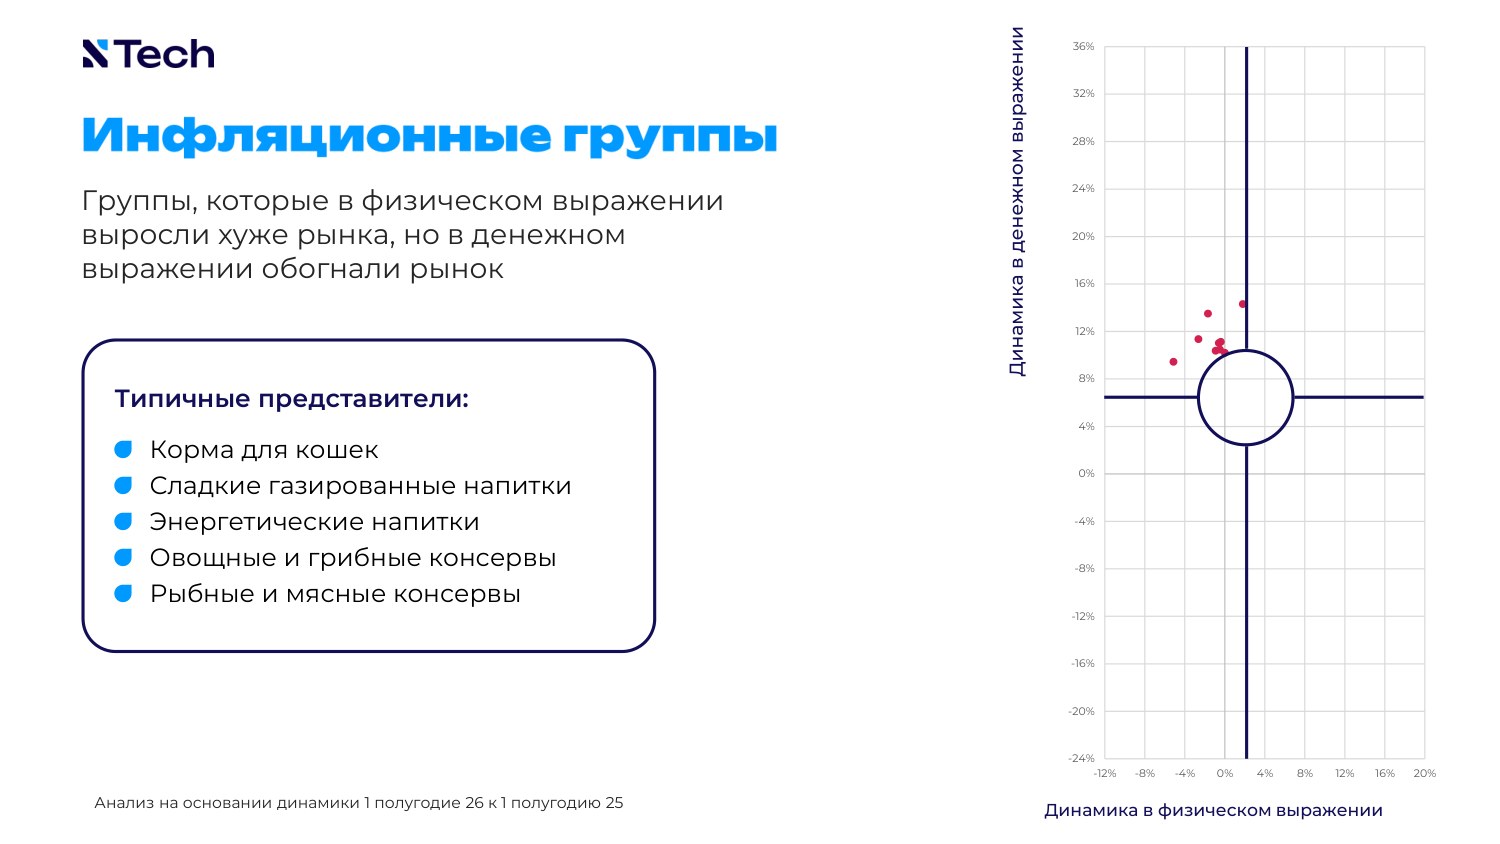 Tech
Инфляционные группы
Группы, которые в физическом выражении
выросли хуже рынка, но в денежном
выражении обогнали рынок
Типичные представители:
Корма для кошек
Сладкие газированные напитки
Энергетические напитки
Овощные и грибные консервы
Рыбные и мясные консервы
Анализ на основании динамики 1 полугодие 26 к 1 полугодию 25
Динамика в денежном выражении
36%
32%
28%
24%
20%
16%
12%
8%
4%
0%
-4%
-8%
-12%
-16%
-20%
-24%
-12% -8% -4% 0% 4% 8% 12% 16% 20%
Динамика в физическом выражении